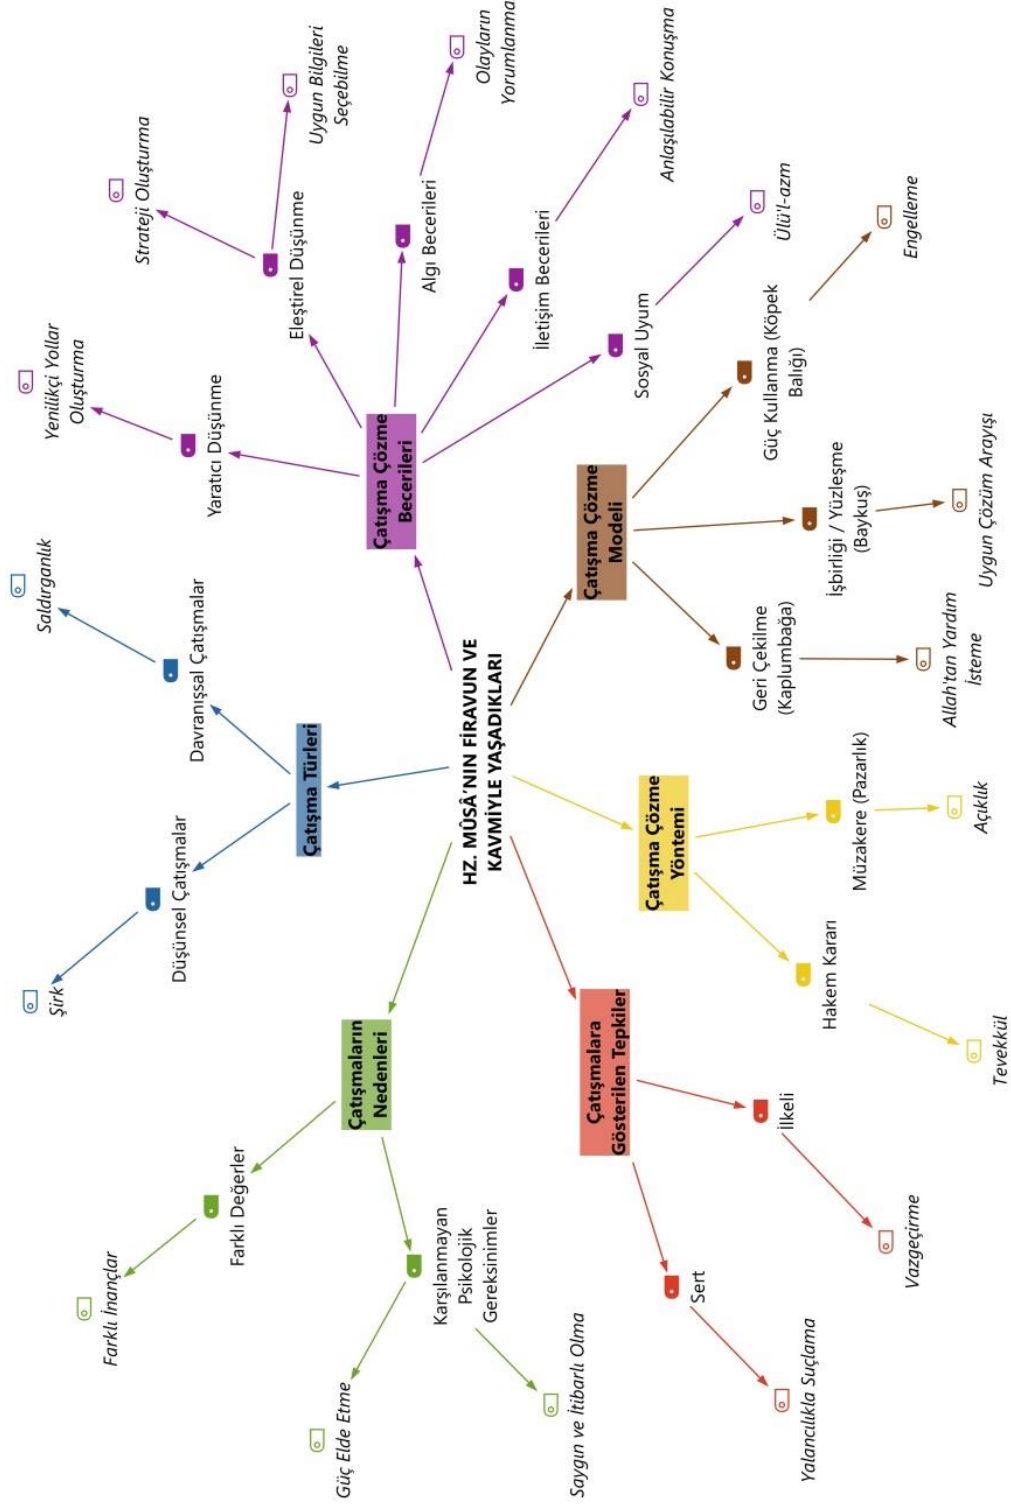 HZ. MÛSÂ'NIN FİRAVUN VE
KAVMİYLE YAŞADIKLARI
Çatışma Türleri
Düşünsel Çatışmalar
Şirk
Davranışsal Çatışmalar
Saldırganlık
Çatışma Çözme
Becerileri
Yaratıcı Düşünme
Yenilikçi Yollar
Oluşturma
Eleştirel Düşünme
Strateji Oluşturma
Uygun Bilgileri
Seçebilme
Algı Becerileri
Olayların
Yorumlanma
İletişim Becerileri
Anlaşılabilir Konuşma
Sosyal Uyum
Ülü'l-azm
Çatışma Çözme
Modeli
Güç Kullanma (Köpek
Balığı)
Engelleme
İşbirliği / Yüzleşme
(Baykuş)
Uygun Çözüm Arayışı
Geri Çekilme
(Kaplumbağa)
Allah'tan Yardım
İsteme
Çatışma Çözme
Yöntemi
Müzakere (Pazarlık)
Açıklık
Hakem Kararı
Tevekkül
Çatışmalara
Gösterilen Tepkiler
İlkeli
Vazgeçirme
Sert
Yalancılıkla Suçlama
Çatışmaların
Nedenleri
Farklı Değerler
Farklı İnançlar
Karşılanmayan
Psikolojik
Gereksinimler
Güç Elde Etme
Saygın ve İtibarlı Olma